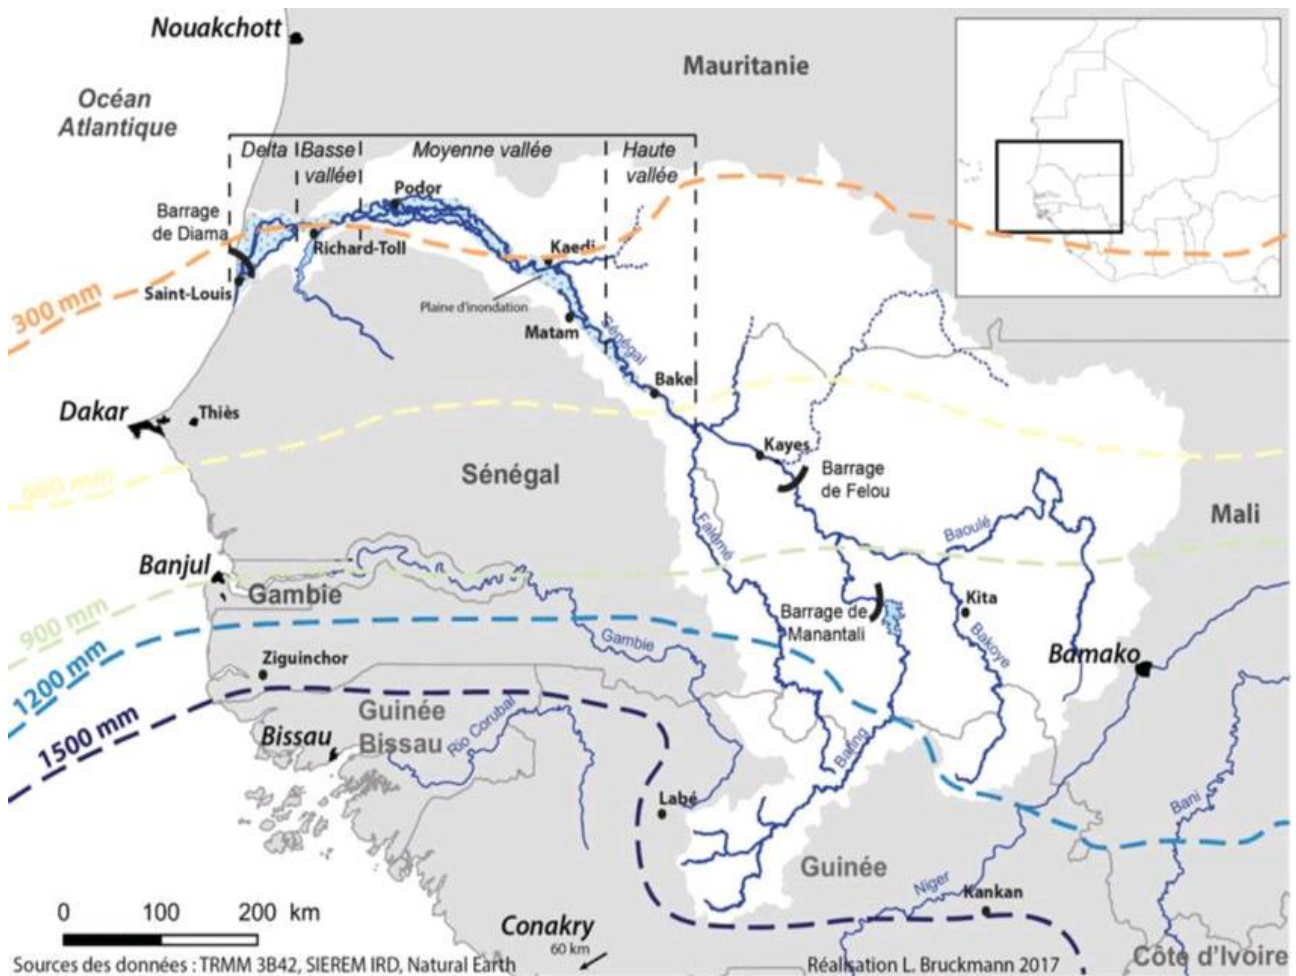 Nouakchott
Mauritanie
Océan
Atlantique
Delta
Basse
vallée
Moyenne vallée
Haute
vallée
Podor
Barrage
de Diama
Richard-Toll
Kaedi
Saint-Louis
300 mm
Plaine d'inondation
Matam
Sénégal
Bakel
Dakar
Thiès
Kayes
600 mm
Sénégal
Barrage
de Felou
Mali
Falémé
Baoulé
Banjul
Gambie
900 mm
Barrage de
Manantali
Kita
Bakoye
Gambie
Bamako
1200 mm
Ziguinchor
1500 mm
Guinée
Bissau
Bissau
Rio Corubal
Bafing
Labé
Bani
Guinée
Niger
Kankan
0 100 200 km
Conakry
60 km
Côte d'Ivoire
Sources des données : TRMM 3B42, SIEREM IRD, Natural Earth
Réalisation L. Bruckmann 2017